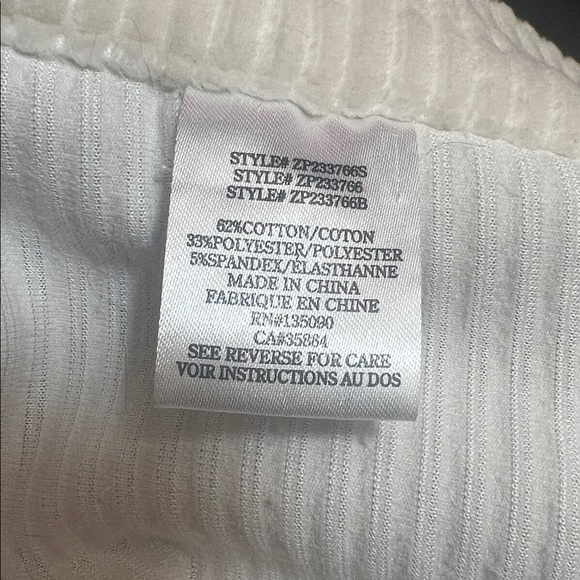 STYLE# ZP233766S
STYLE# ZP233766
STYLE# ZP233766B
62%COTTON/COTON
33%POLYESTER/POLYESTER
5%SPANDEX/ÉLASTHANNE
MADE IN CHINA
FABRIQUE EN CHINE
RN#135090
CA#35884
SEE REVERSE FOR CARE
VOIR INSTRUCTIONS AU DOS